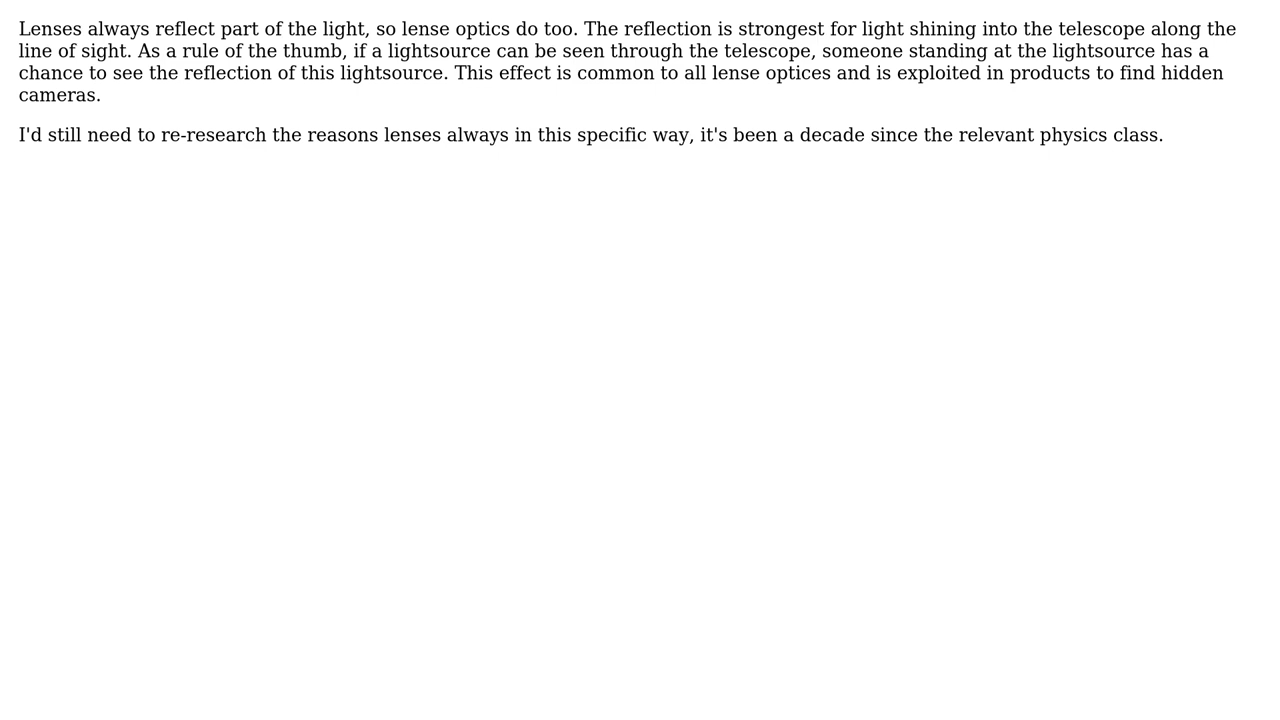 Lenses always reflect part of the light, so lense optics do too. The reflection is strongest for light shining into the telescope along the
line of sight. As a rule of the thumb, if a lightsource can be seen through the telescope, someone standing at the lightsource has a
chance to see the reflection of this lightsource. This effect is common to all lense optices and is exploited in products to find hidden
cameras.
I'd still need to re-research the reasons lenses always in this specific way, it's been a decade since the relevant physics class.